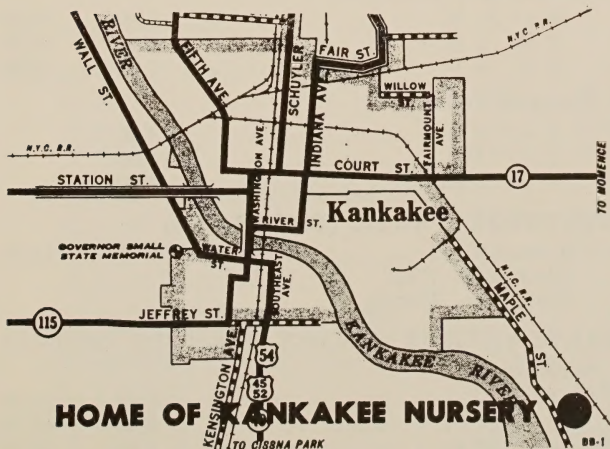 RIVER
WALL ST.
FIFTH AVE.
SCHUYLER
FAIR ST.
N.Y.C. R.R.
WILLOW
ST.
FAIRMOUNT
AVE.
INDIANA AVE.
N.Y.C. R.R.
WASHINGTON AVE.
COURT ST.
17
TO MOMENCE
STATION ST.
RIVER ST.
Kankakee
GOVERNOR SMALL
STATE MEMORIAL
WATER
ST.
SOUTHEAST
AVE.
N.Y.C. R.R.
MAPLE
ST.
115
JEFFREY ST.
KENSINGTON AVE.
54
45
52
KANKAKEE RIVER
HOME OF KANKAKEE NURSERY
TO CISSNA PARK
BB-1